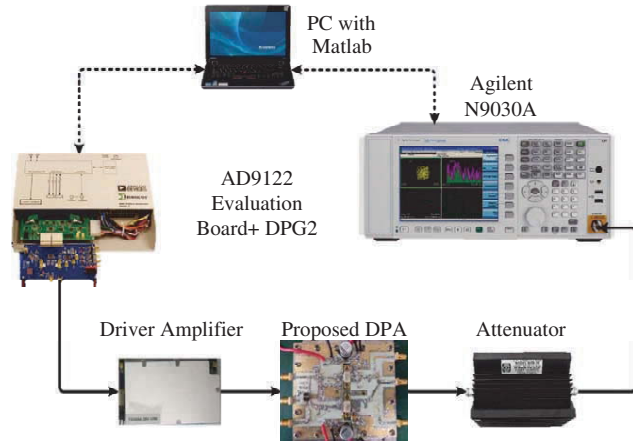 PC with
Matlab
Agilent
N9030A
AD9122
Evaluation
Board+ DPG2
Driver Amplifier
Proposed DPA
Attenuator